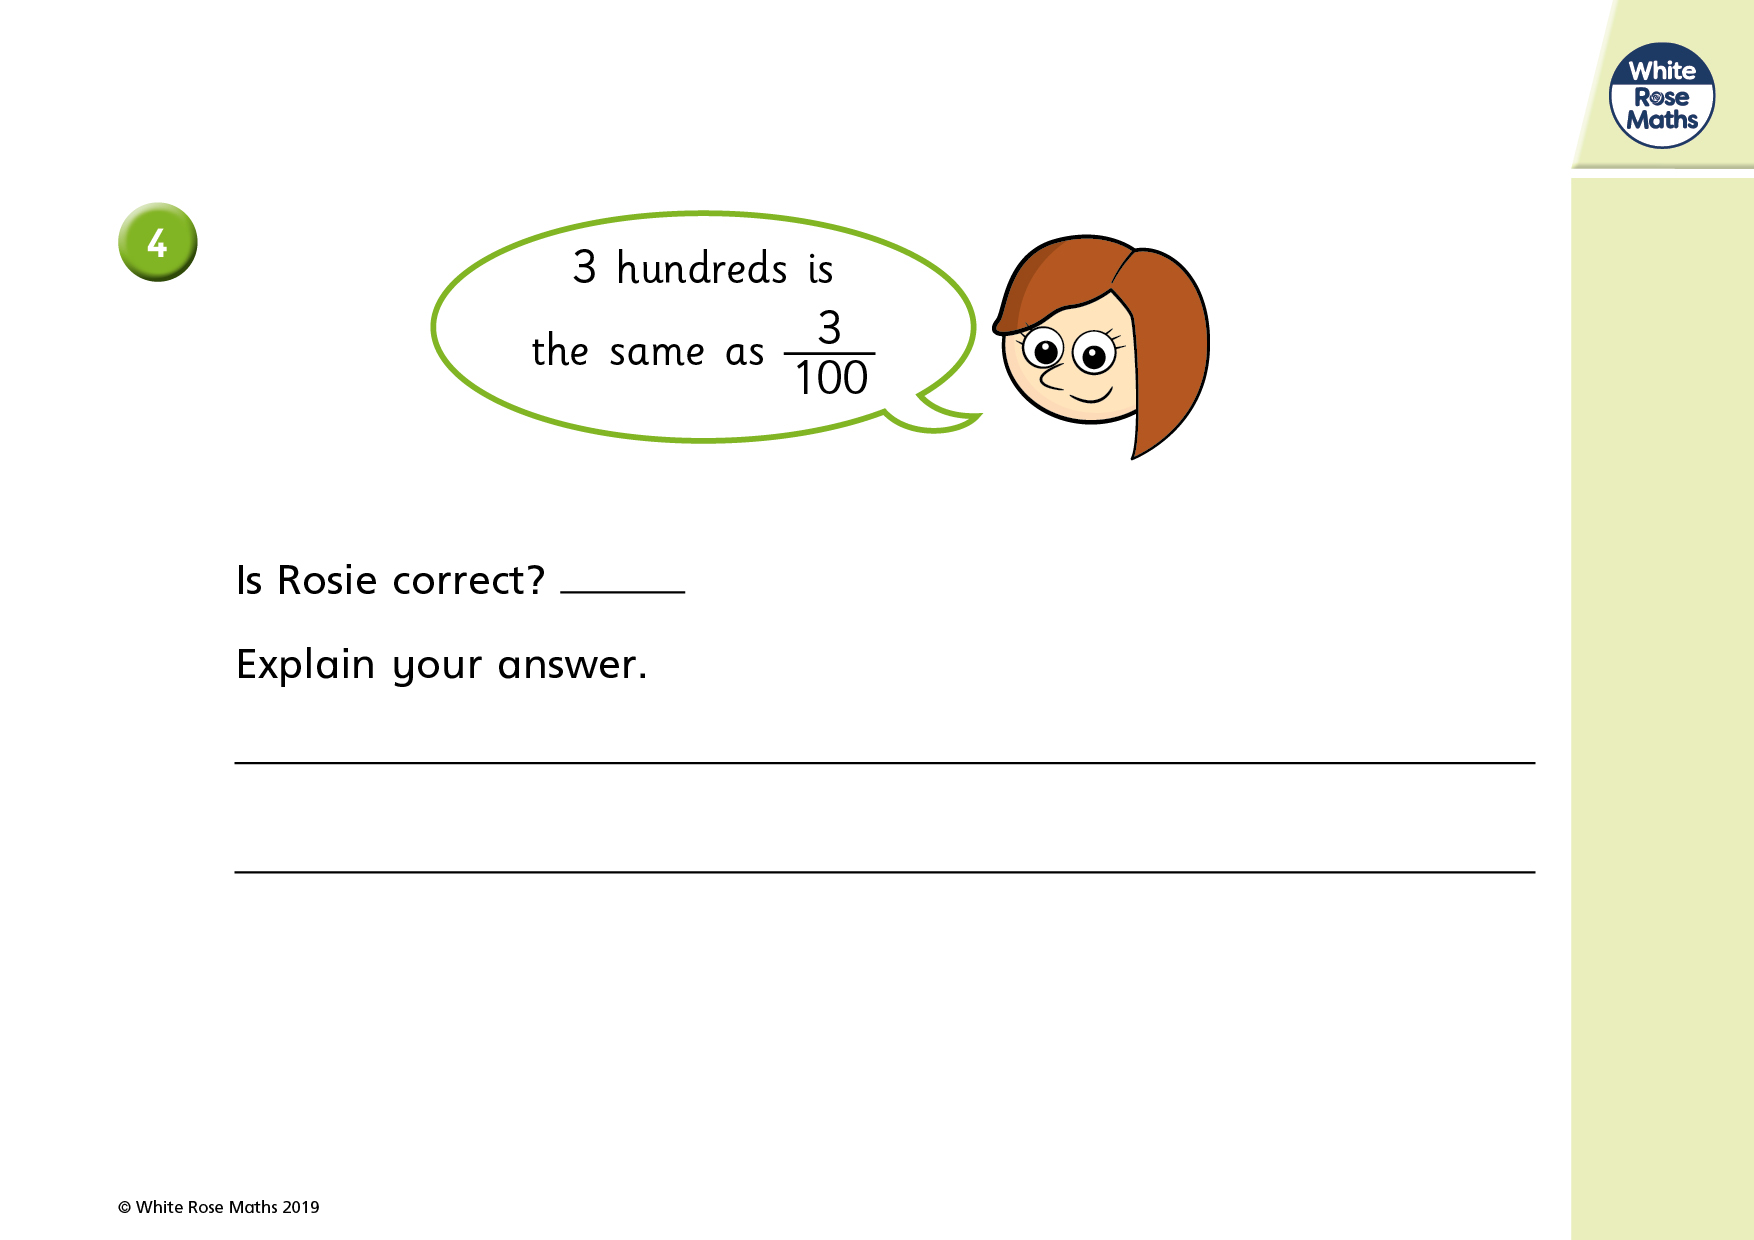 White
Rose
Maths
4
3 hundreds is
the same as 3/100
Is Rosie correct? ______
Explain your answer.
© White Rose Maths 2019